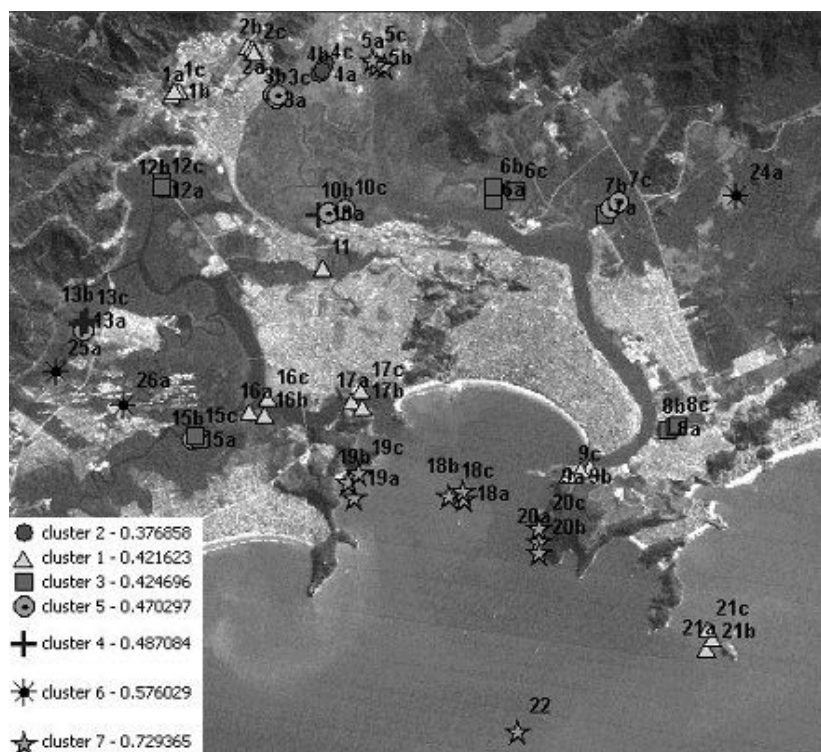 2b 2c
2a
1a 1c
1b
4b 4c
4a
5a 5c
5b
3b 3c
3a
12b 12c
12a
10b 10c
10a
6b 6c
6a
7b 7c
7a
24a
11
13b 13c
13a
25a
26a
16a 16c
16b
17a 17c
17b
15b 15c
15a
8b 8c
8a
9c
9a 9b
19b 19c
19a
18b 18c
18a
20a 20c
20b
21a 21c
21b
22
cluster 2 - 0.376858
cluster 1 - 0.421623
cluster 3 - 0.424696
cluster 5 - 0.470297
cluster 4 - 0.487084
cluster 6 - 0.576029
cluster 7 - 0.729365